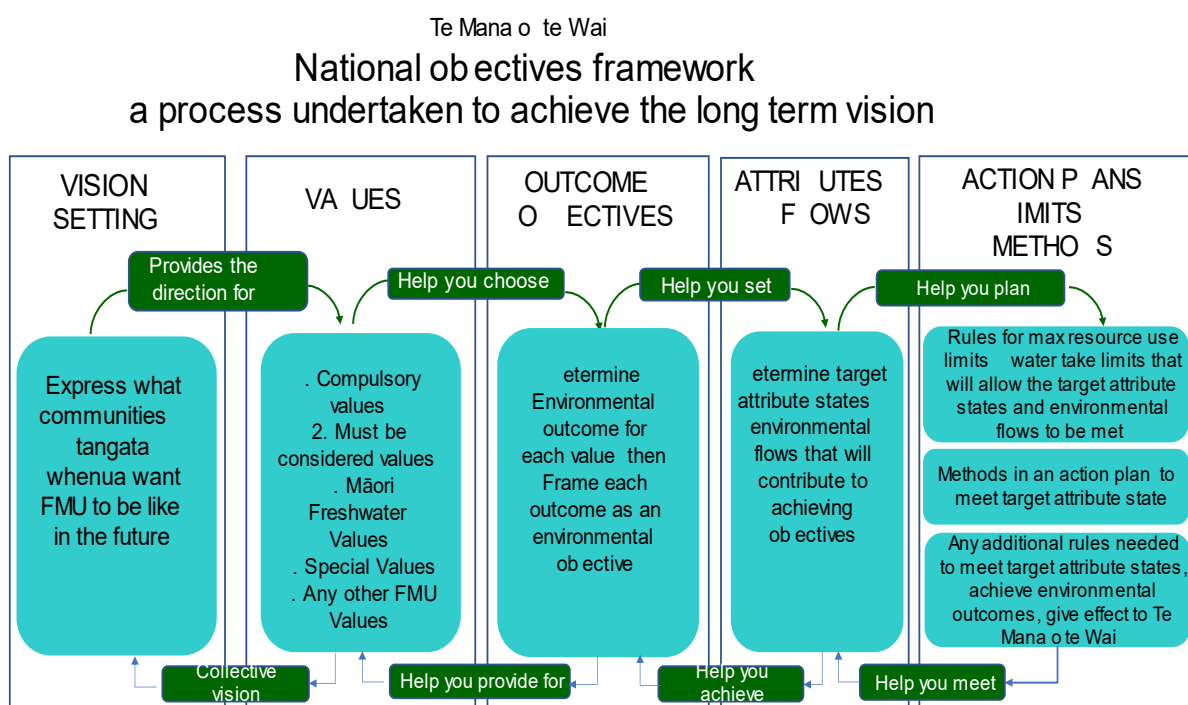 Te Mana o te Wai
National ob ectives framework
a process undertaken to achieve the long term vision
VISION
SETTING
VA UES
OUTCOME
O ECTIVES
ATTRI UTES
F OWS
ACTION P ANS
IMITS
METHO S
Provides the
direction for
Help you choose
Help you set
Help you plan
Express what
communities
tangata
whenua want
FMU to be like
in the future
. Compulsory
values
2. Must be
considered values
. Māori
Freshwater
Values
. Special Values
. Any other FMU
Values
etermine
Environmental
outcome for
each value then
Frame each
outcome as an
environmental
ob ective
etermine target
attribute states
environmental
flows that will
contribute to
achieving
ob ectives
Rules for max resource use
limits water take limits that
will allow the target attribute
states and environmental
flows to be met
Methods in an action plan to
meet target attribute state
Any additional rules needed
to meet target attribute states,
achieve environmental
outcomes, give effect to Te
Mana o te Wai
Collective
vision
Help you provide for
Help you
achieve
Help you meet